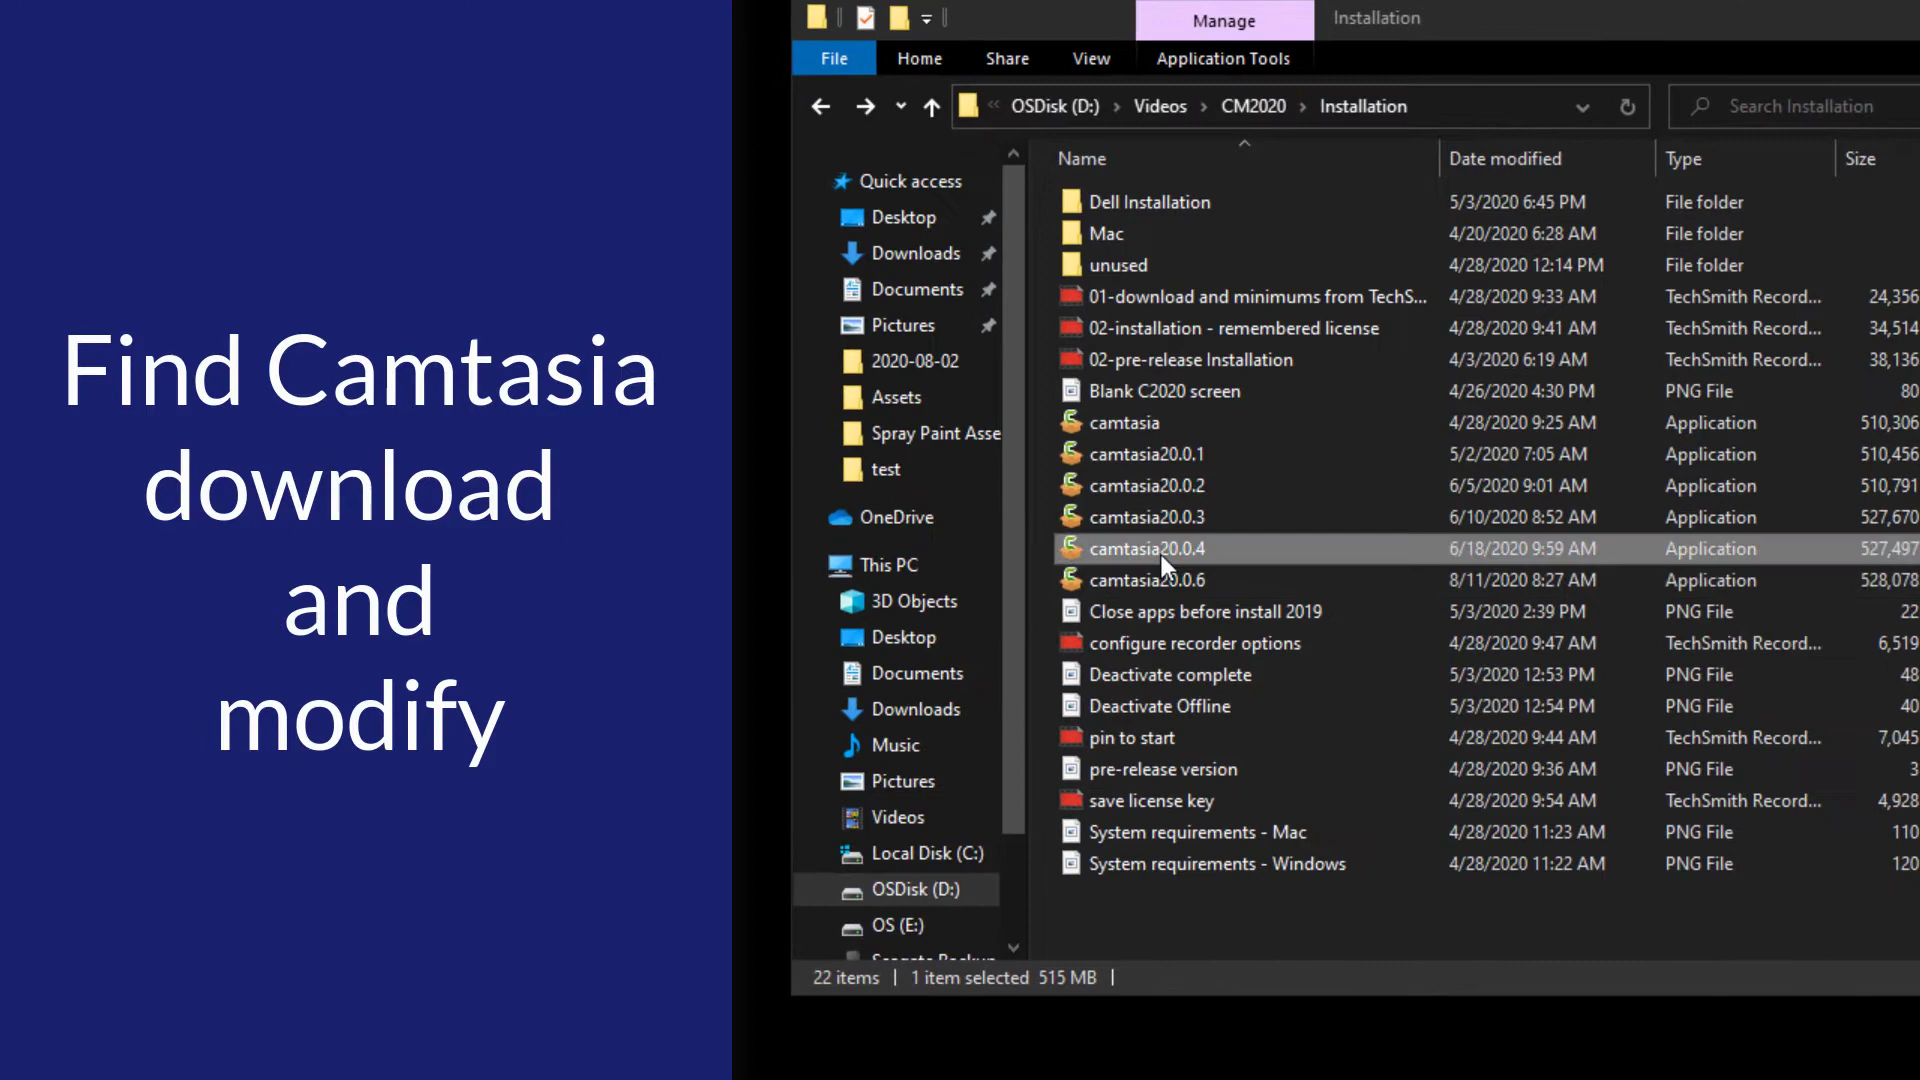 Find Camtasia
download
and
modify
Manage
Installation
File
Home
Share
View
Application Tools
« OSDisk (D:) › Videos › CM2020 › Installation
Search Installation
Quick access
Desktop
Downloads
Documents
Pictures
2020-08-02
Assets
Spray Paint Asse
test
OneDrive
This PC
3D Objects
Desktop
Documents
Downloads
Music
Pictures
Videos
Local Disk (C:)
OSDisk (D:)
OS (E:)
Name Date modified Type Size
Dell Installation 5/3/2020 6:45 PM File folder
Mac 4/20/2020 6:28 AM File folder
unused 4/28/2020 12:14 PM File folder
01-download and minimums from TechS... 4/28/2020 9:33 AM TechSmith Record... 24,356
02-installation - remembered license 4/28/2020 9:41 AM TechSmith Record... 34,514
02-pre-release Installation 4/3/2020 6:19 AM TechSmith Record... 38,136
Blank C2020 screen 4/26/2020 4:30 PM PNG File 80
camtasia 4/28/2020 9:25 AM Application 510,306
camtasia20.0.1 5/2/2020 7:05 AM Application 510,456
camtasia20.0.2 6/5/2020 9:01 AM Application 510,791
camtasia20.0.3 6/10/2020 8:52 AM Application 527,670
camtasia20.0.4 6/18/2020 9:59 AM Application 527,497
camtasia20.0.6 8/11/2020 8:27 AM Application 528,078
Close apps before install 2019 5/3/2020 2:39 PM PNG File 22
configure recorder options 4/28/2020 9:47 AM TechSmith Record... 6,519
Deactivate complete 5/3/2020 12:53 PM PNG File 48
Deactivate Offline 5/3/2020 12:54 PM PNG File 40
pin to start 4/28/2020 9:44 AM TechSmith Record... 7,045
pre-release version 4/28/2020 9:36 AM PNG File 3
save license key 4/28/2020 9:54 AM TechSmith Record... 4,928
System requirements - Mac 4/28/2020 11:23 AM PNG File 110
System requirements - Windows 4/28/2020 11:22 AM PNG File 120
22 items 1 item selected 515 MB